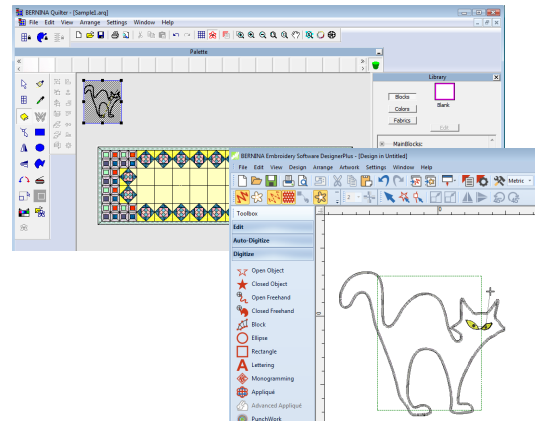 BERNINA Quilter - [Sample1.arq]
File Edit View Arrange Settings Window Help
Palette
Library
Blocks
Colors
Fabrics
Blank
Edit
MainBlocks:
BERNINA Embroidery Software DesignerPlus - [Design in Untitled]
File Edit View Design Arrange Artwork Settings Window Help
Metric
Toolbox
Edit
Auto-Digitize
Digitize
Open Object
Closed Object
Open Freehand
Closed Freehand
Block
Ellipse
Rectangle
Lettering
Monogramming
Appliqué
Advanced Appliqué
PunchWork